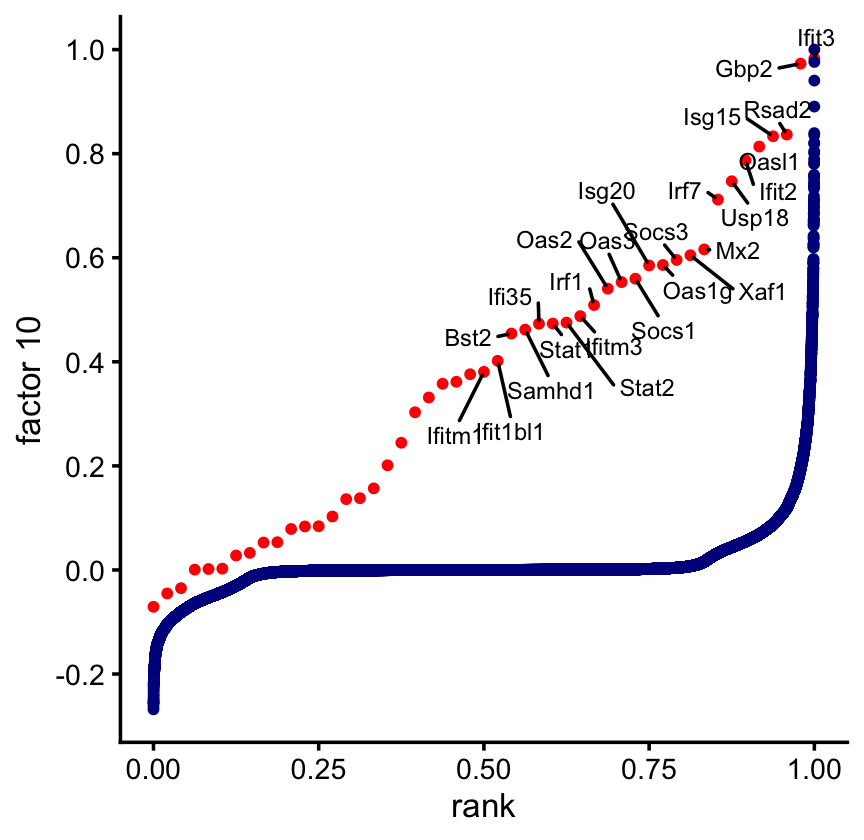 Ifit3
1.0
Gbp2
Rsad2
Isg15
0.8
Oasl1
Isg20
Irf7
Ifit2
Usp18
Socs3
Oas2
Oas3
0.6
Mx2
Irf1
Oas1g
Xaf1
Ifi35
Socs1
Bst2
Stat1
Ifitm3
0.4
Samhd1
Stat2
Ifitm1
Ifit1bl1
factor 10
0.2
0.0
-0.2
0.00
0.25
0.50
0.75
1.00
rank